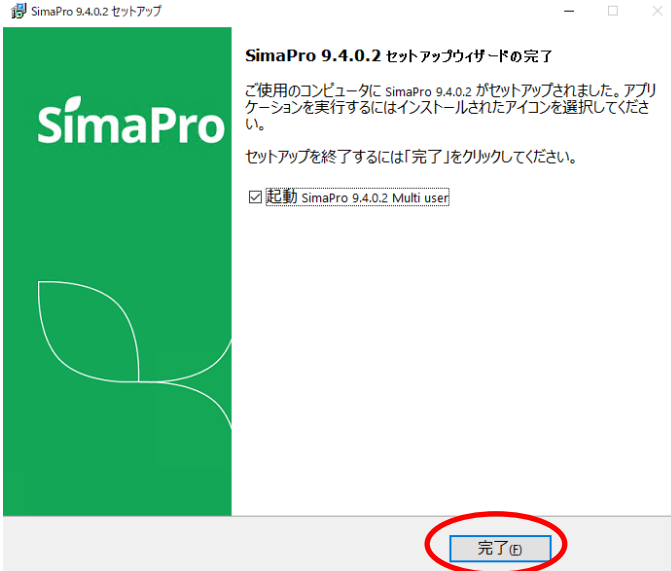 SimaPro 9.4.0.2 セットアップ
SimaPro
SimaPro 9.4.0.2 セットアップウィザードの完了
ご使用のコンピュータに SimaPro 9.4.0.2 がセットアップされました。アプリ
ケーションを実行するにはインストールされたアイコンを選択してくださ
い。
セットアップを終了するには「完了」をクリックしてください。
起動 SimaPro 9.4.0.2 Multi user
完了(F)